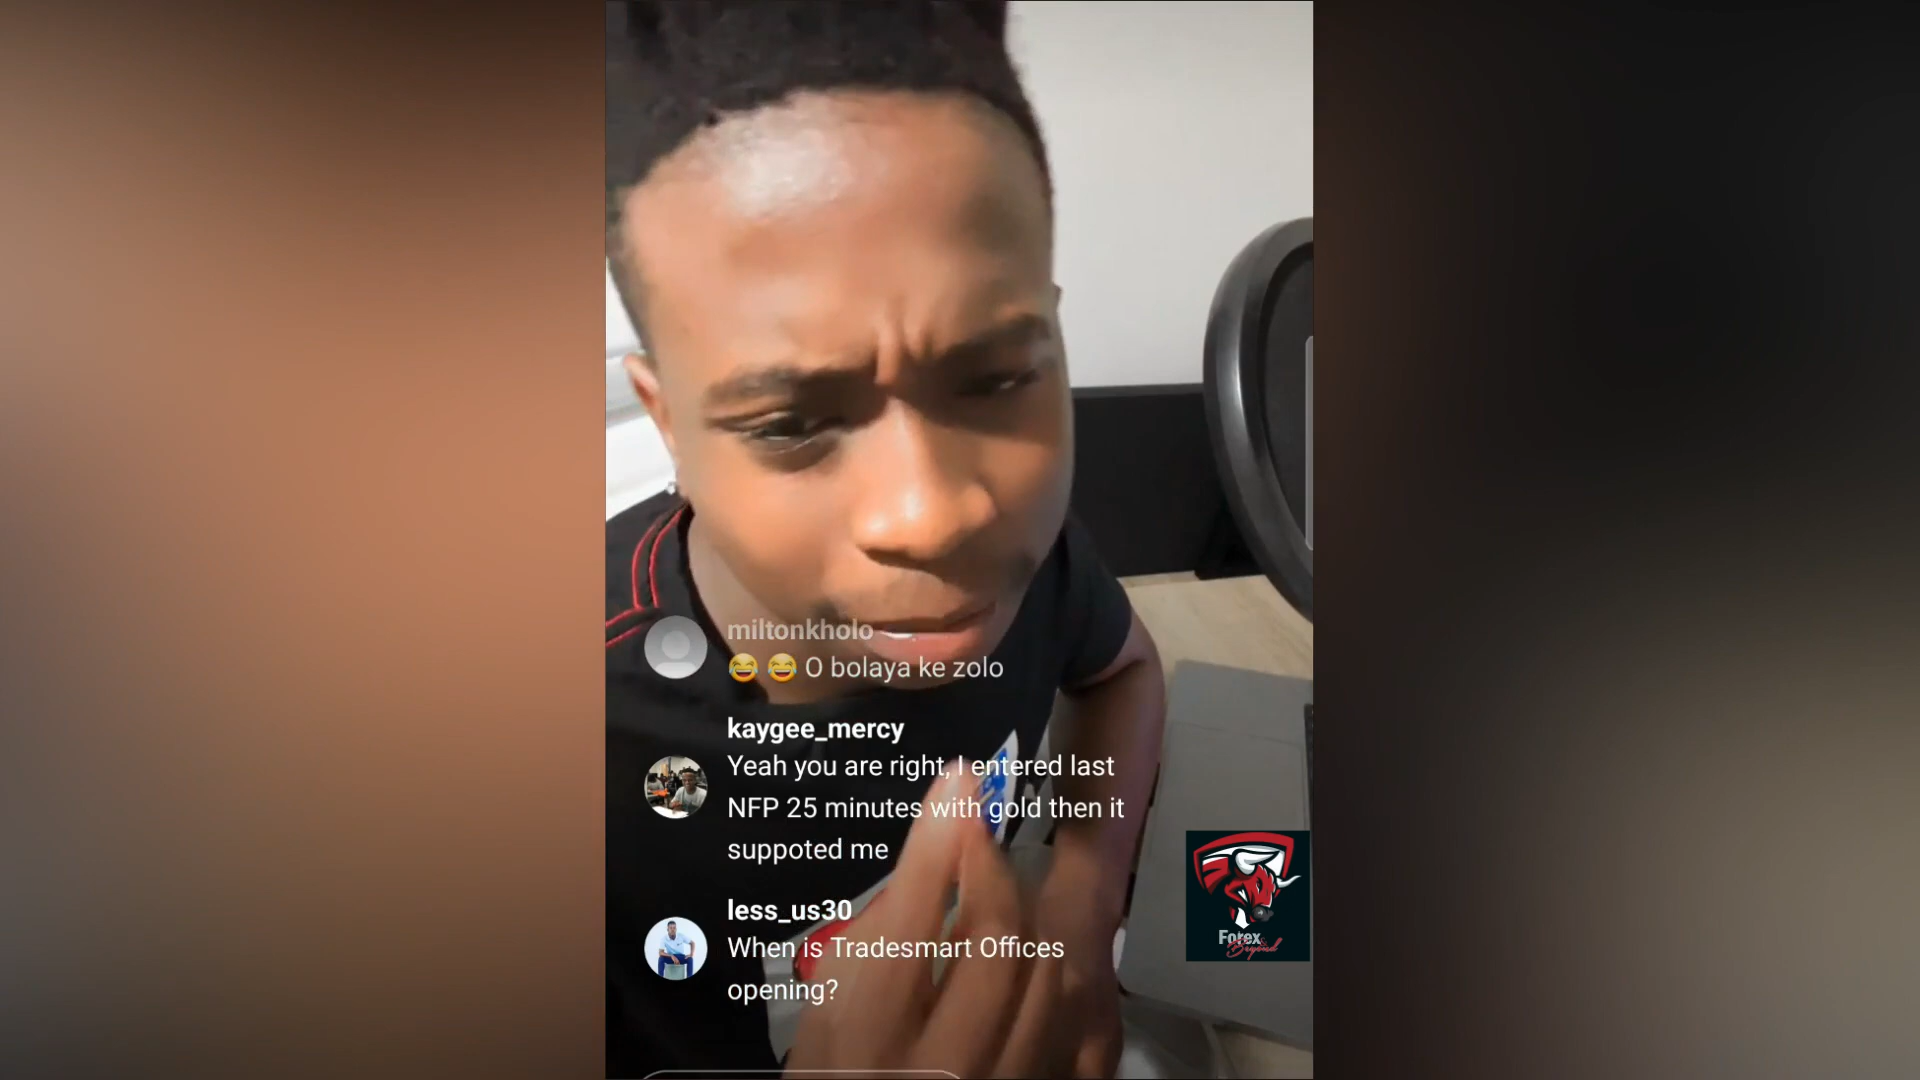 miltonkholo
😂 😂 O bolaya ke zolo
kaygee_mercy
Yeah you are right, I entered last
NFP 25 minutes with gold then it
suppoted me
less_us30
When is Tradesmart Offices
opening?
Forex &
Beyond